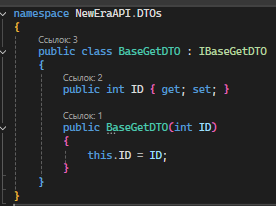 namespace NewEraAPI.DTOs
{
Ссылок: 3
public class BaseGetDTO : IBaseGetDTO
{
Ссылок: 2
public int ID { get; set; }
Ссылок: 1
public BaseGetDTO(int ID)
{
this.ID = ID;
}
}
}